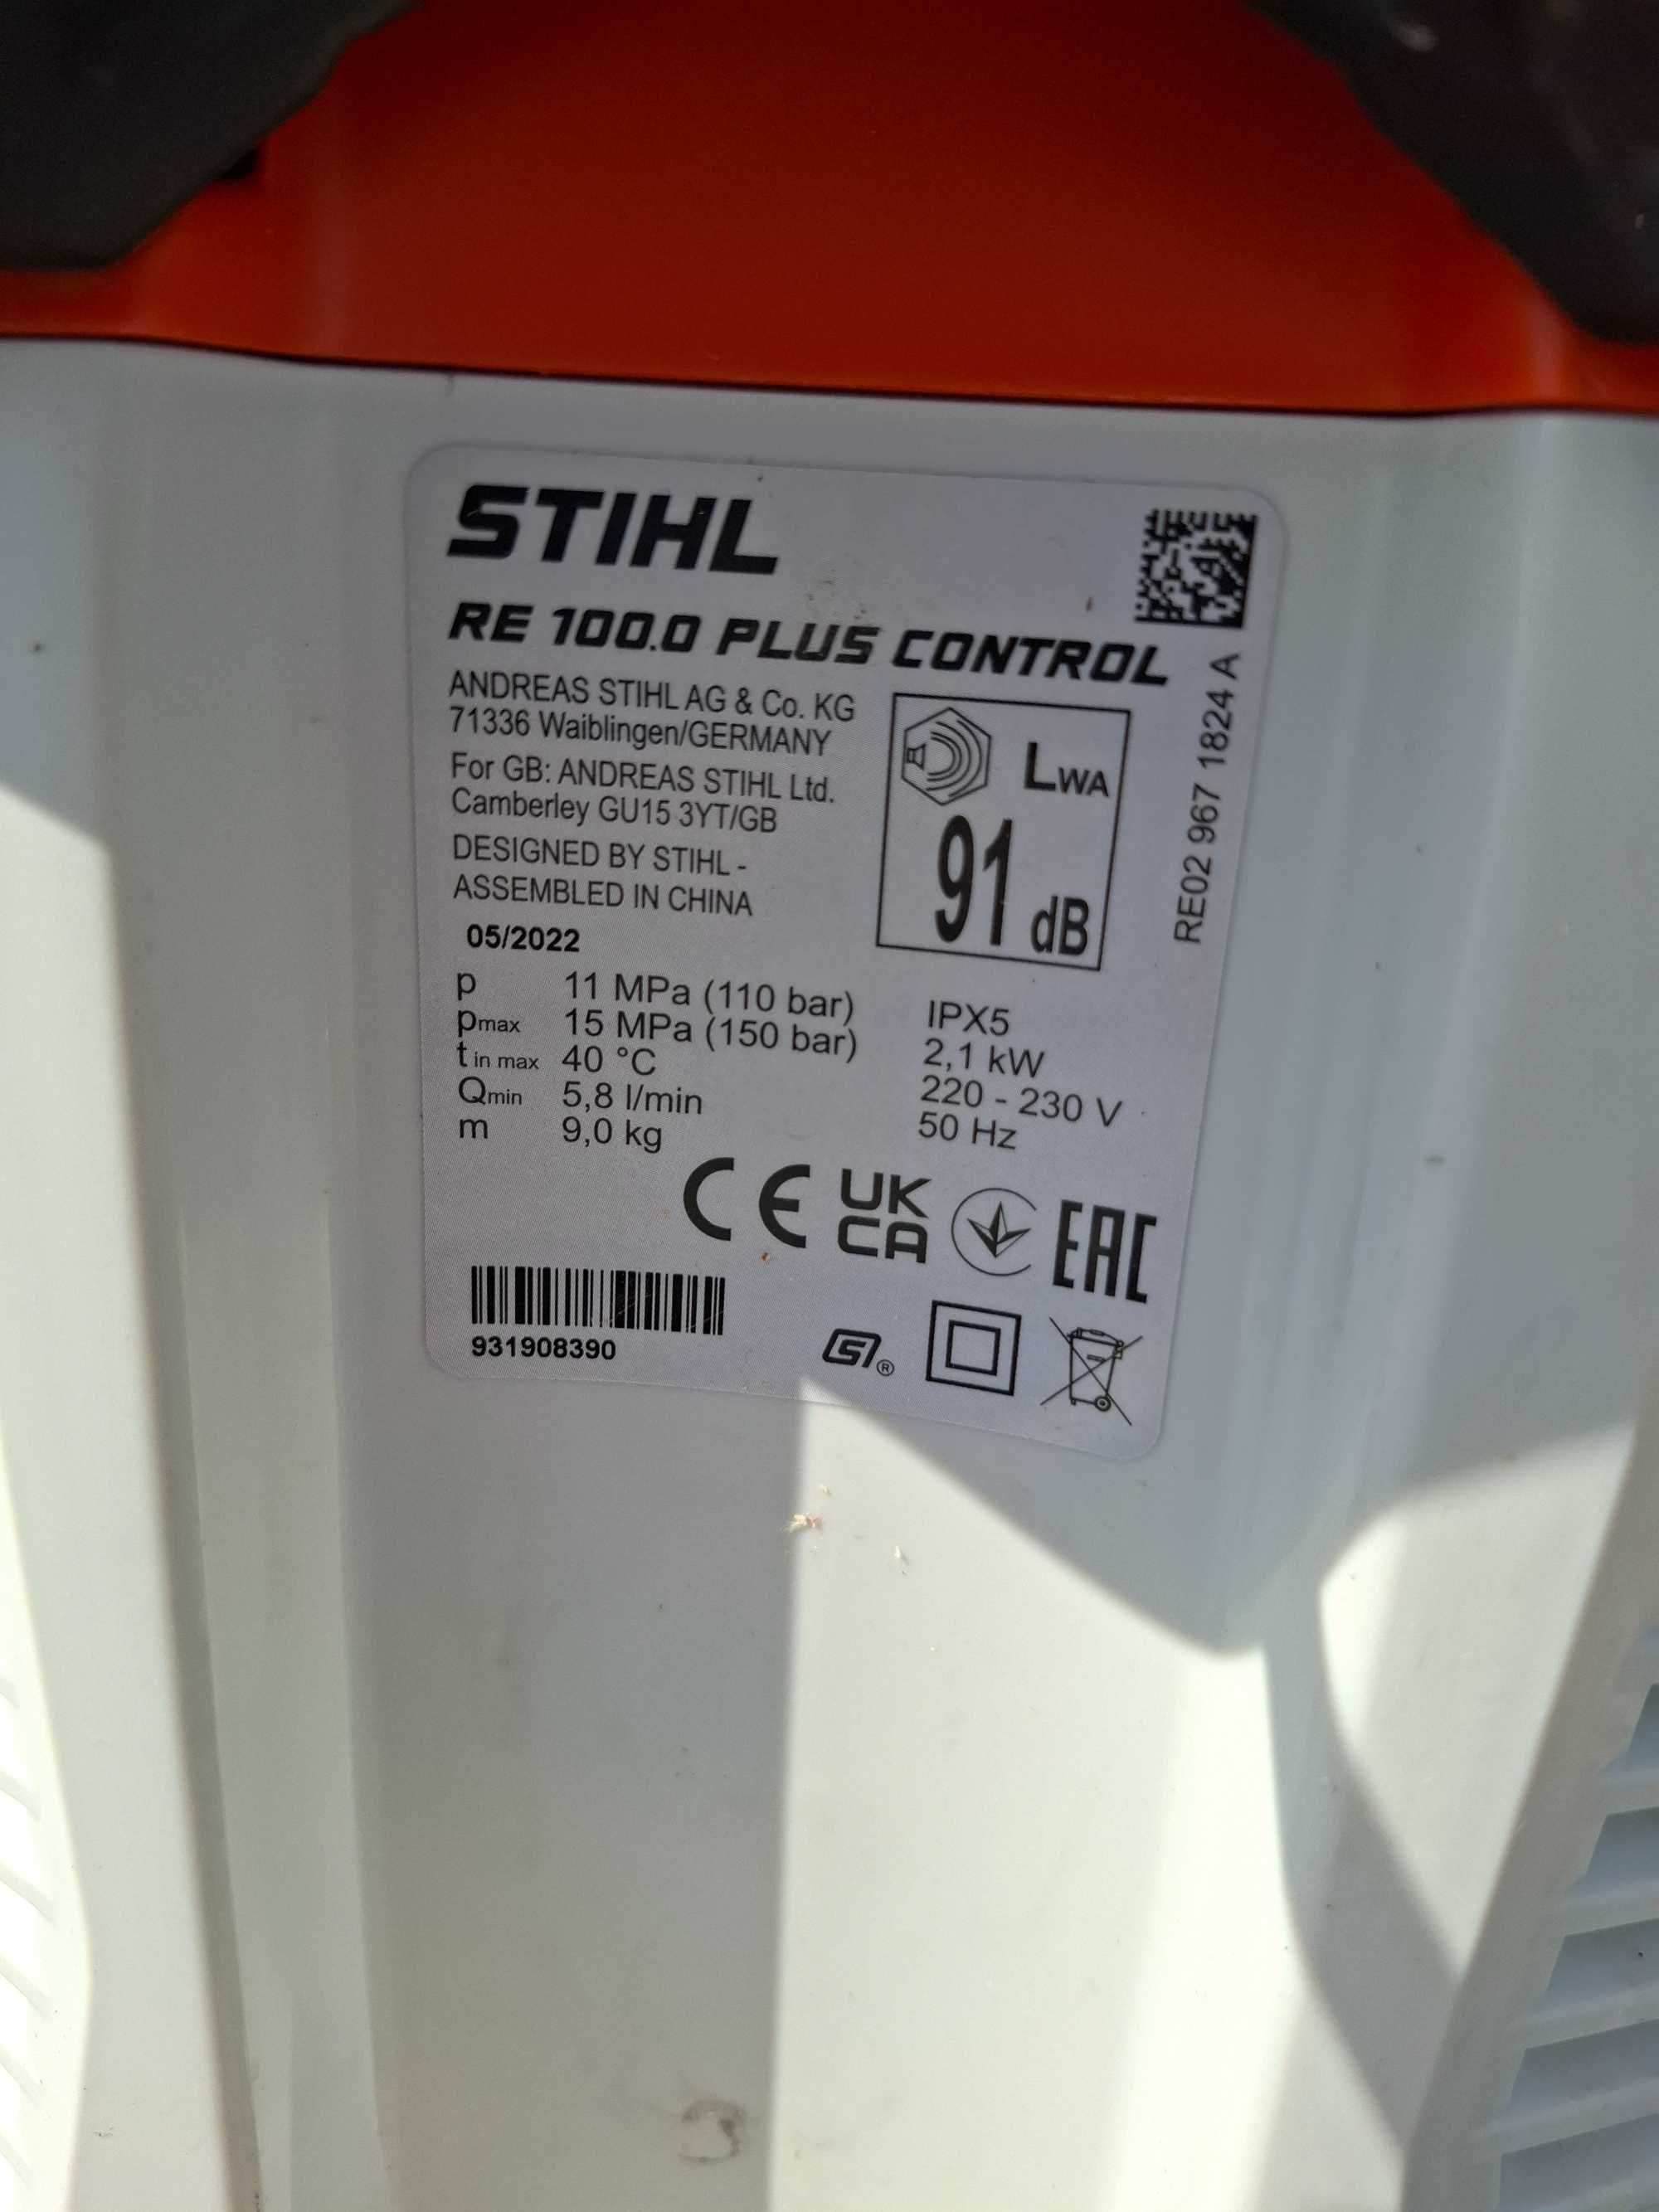 STIHL
RE 100.0 PLUS CONTROL
ANDREAS STIHL AG & Co. KG
71336 Waiblingen/GERMANY
For GB: ANDREAS STIHL Ltd.
Camberley GU15 3YT/GB
DESIGNED BY STIHL -
ASSEMBLED IN CHINA
05/2022
LWA
91 dB
RE02 967 1824 A
p 11 MPa (110 bar)
pmax 15 MPa (150 bar)
t in max 40 °C
Qmin 5,8 l/min
m 9,0 kg
IPX5
2,1 kW
220 - 230 V
50 Hz
CE UK CA EAC
931908390
GS®